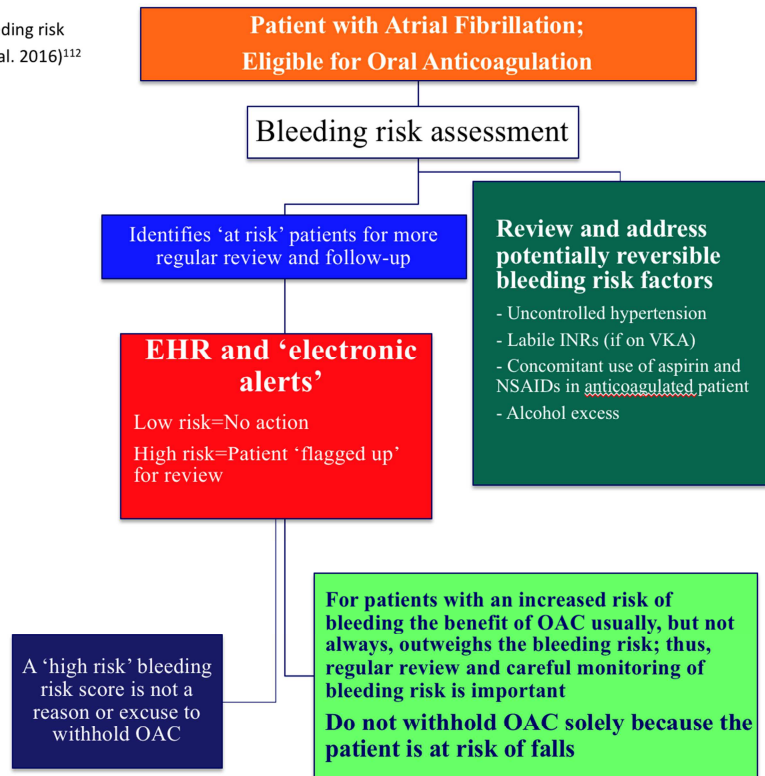 ding risk
al. 2016)112
Patient with Atrial Fibrillation;
Eligible for Oral Anticoagulation
Bleeding risk assessment
Identifies ‘at risk’ patients for more
regular review and follow-up
Review and address
potentially reversible
bleeding risk factors
- Uncontrolled hypertension
- Labile INRs (if on VKA)
- Concomitant use of aspirin and
NSAIDs in anticoagulated patient
- Alcohol excess
EHR and ‘electronic
alerts’
Low risk=No action
High risk=Patient ‘flagged up’
for review
A ‘high risk’ bleeding
risk score is not a
reason or excuse to
withhold OAC
For patients with an increased risk of
bleeding the benefit of OAC usually, but not
always, outweighs the bleeding risk; thus,
regular review and careful monitoring of
bleeding risk is important
Do not withhold OAC solely because the
patient is at risk of falls